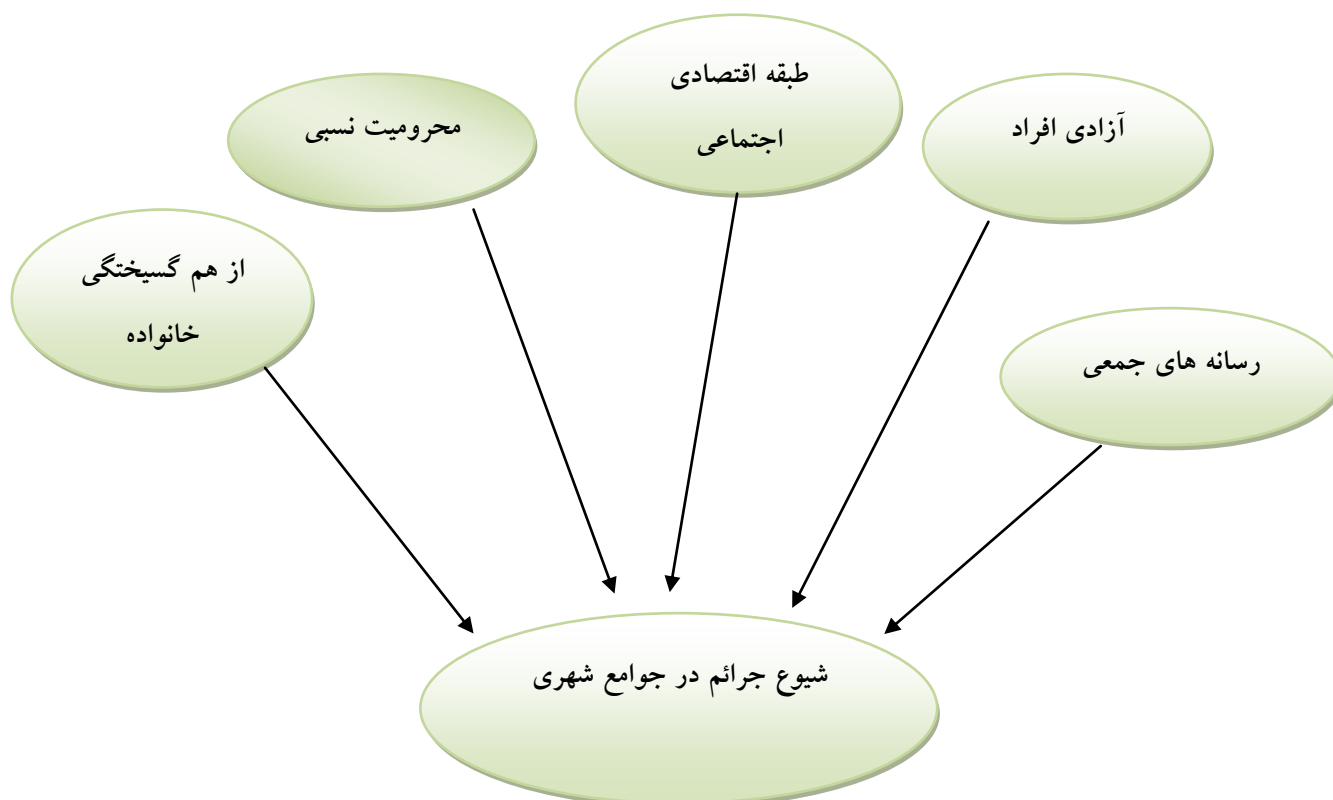 طبقه اقتصادی
اجتماعی
آزادی افراد
محرومیت نسبی
رسانه های جمعی
از هم گسیختگی
خانواده
شیوع جرائم در جوامع شهری